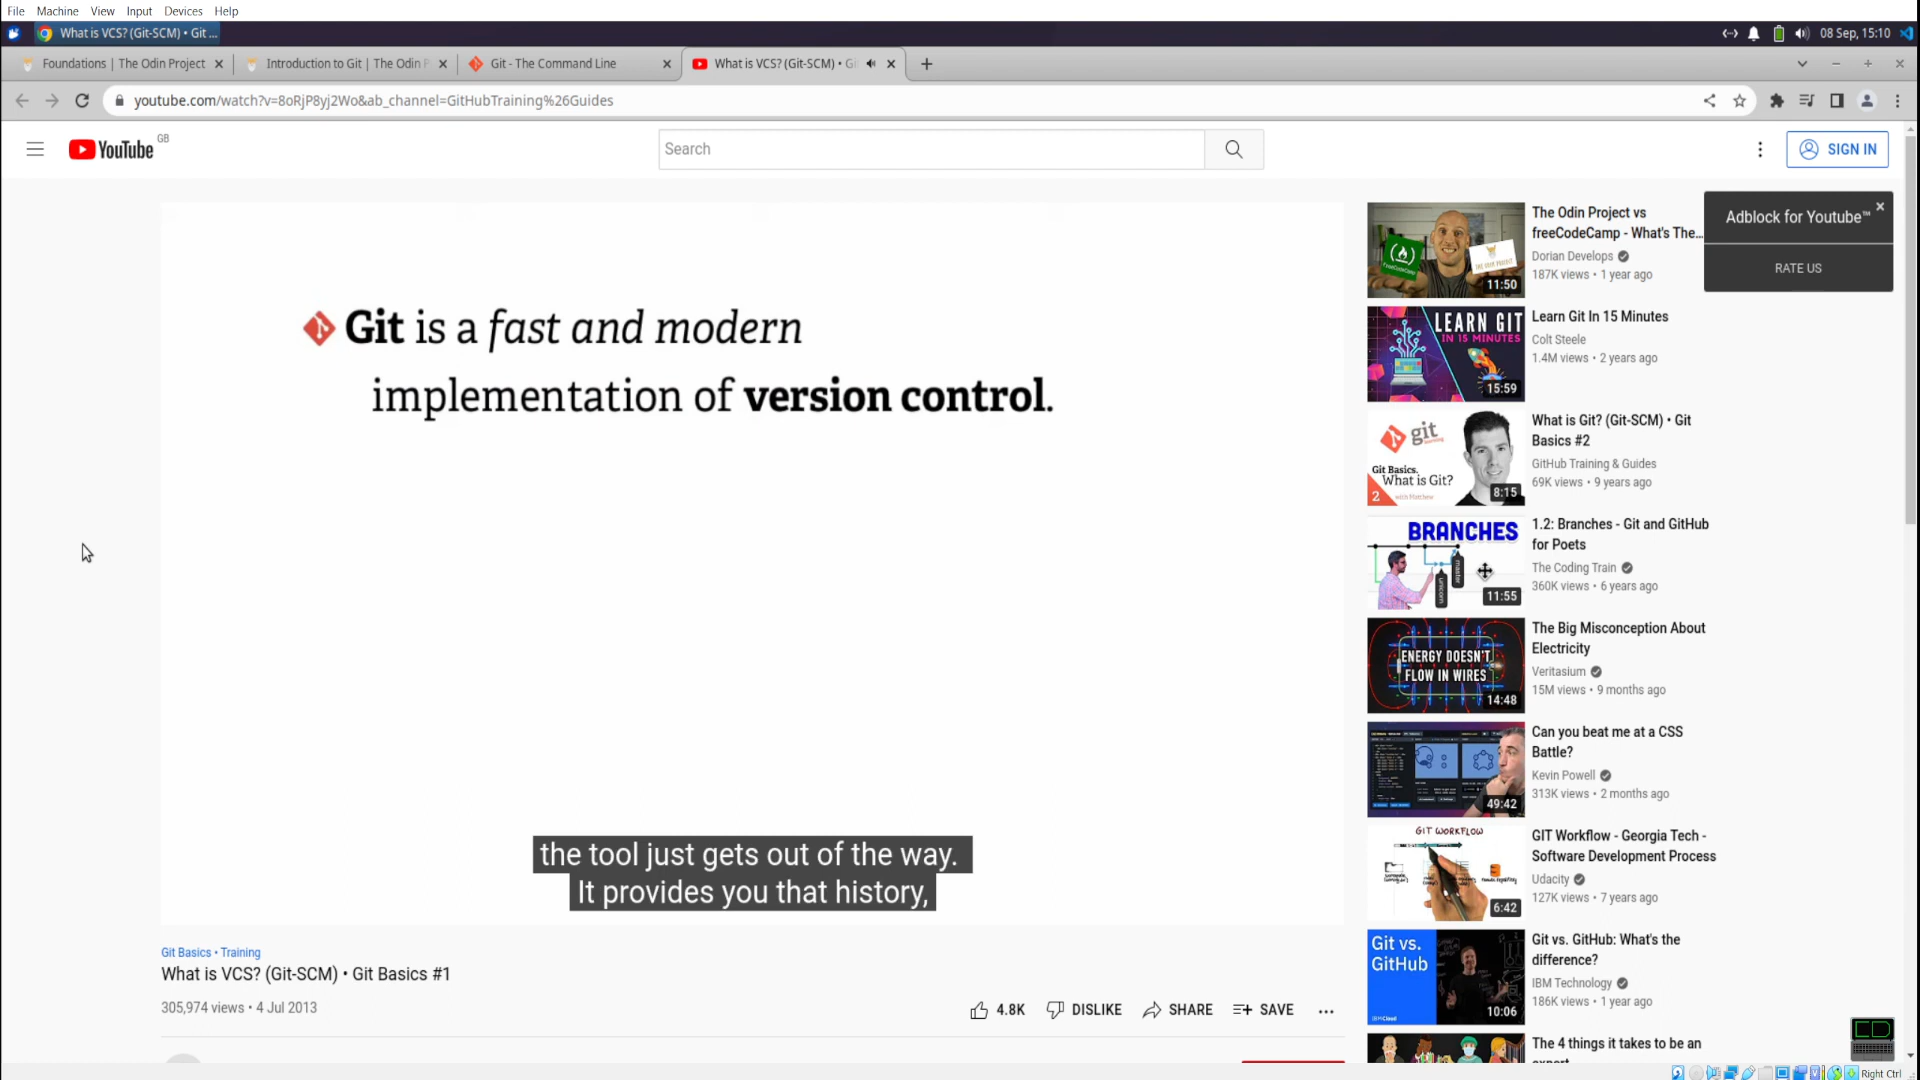 File Machine View Input Devices Help
What is VCS? (Git-SCM) • Git ...
08 Sep, 15:10
Foundations | The Odin Project
Introduction to Git | The Odin P
Git - The Command Line
What is VCS? (Git-SCM) • Gi
youtube.com/watch?v=8oRjP8yj2Wo&ab_channel=GitHubTraining%26Guides
YouTube GB
Search
SIGN IN
Git is a fast and modern
implementation of version control.
the tool just gets out of the way.
It provides you that history,
Git Basics • Training
What is VCS? (Git-SCM) • Git Basics #1
305,974 views • 4 Jul 2013
4.8K
DISLIKE
SHARE
SAVE
Adblock for Youtube™
RATE US
11:50
The Odin Project vs
freeCodeCamp - What's The...
Dorian Develops
187K views • 1 year ago
LEARN GIT
IN 15 MINUTES
15:59
Learn Git In 15 Minutes
Colt Steele
1.4M views • 2 years ago
git
Git Basics.
What is Git?
2
8:15
What is Git? (Git-SCM) • Git
Basics #2
GitHub Training & Guides
69K views • 9 years ago
BRANCHES
master
unicorn
11:55
1.2: Branches - Git and GitHub
for Poets
The Coding Train
360K views • 6 years ago
ENERGY DOESN'T
FLOW IN WIRES
14:48
The Big Misconception About
Electricity
Veritasium
15M views • 9 months ago
49:42
Can you beat me at a CSS
Battle?
Kevin Powell
313K views • 2 months ago
GIT WORKFLOW
6:42
GIT Workflow - Georgia Tech -
Software Development Process
Udacity
127K views • 7 years ago
Git vs.
GitHub
10:06
Git vs. GitHub: What's the
difference?
IBM Technology
186K views • 1 year ago
The 4 things it takes to be an
expert
Right Ctrl